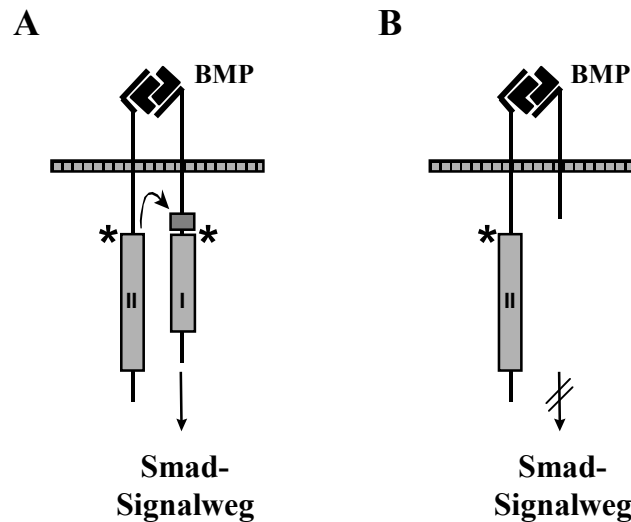 A
B
BMP
BMP
*
*
*
II
I
II
Smad-
Signalweg
Smad-
Signalweg